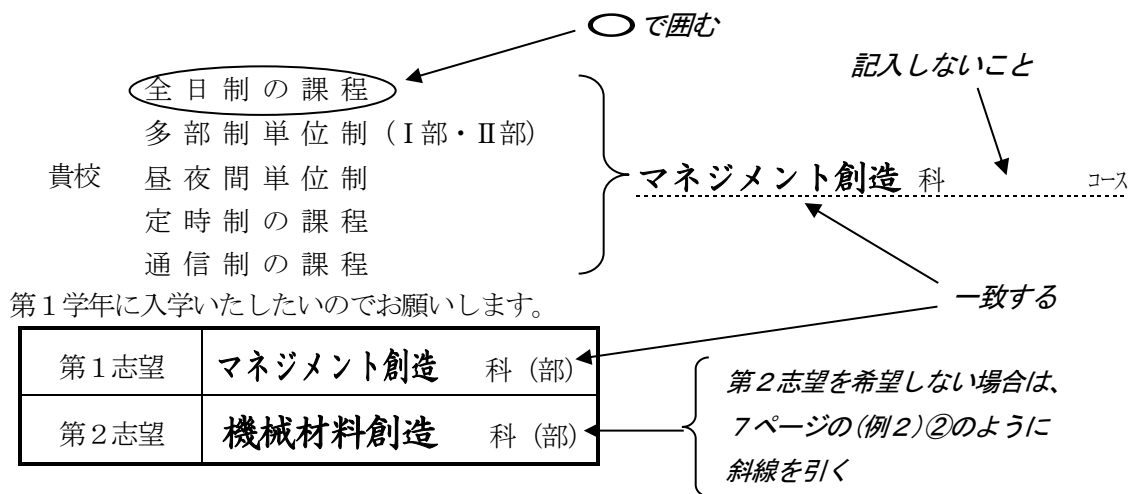 ○で囲む
記入しないこと
全日制の課程
多部制単位制（Ⅰ部・Ⅱ部）
貴校 昼夜間単位制
マネジメント創造 科 コース
定時制の課程
通信制の課程
一致する
第１学年に入学いたしたいのでお願いします。
第１志望 マネジメント創造 科（部）
第２志望 機械材料創造 科（部）
第２志望を希望しない場合は、
７ページの（例２）②のように
斜線を引く